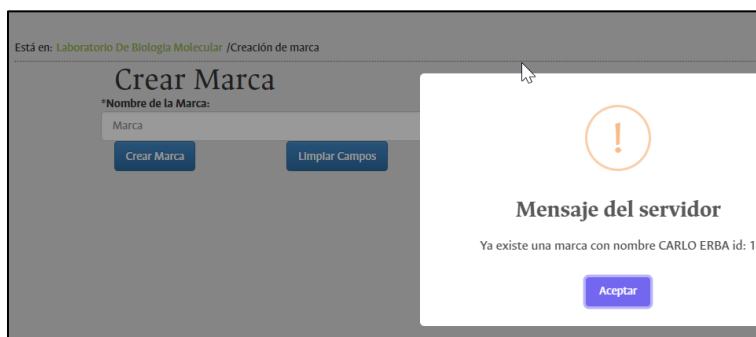 Está en: Laboratorio De Biologia Molecular /Creación de marca
Crear Marca
*Nombre de la Marca:
Marca
Crear Marca
Limpiar Campos
!
Mensaje del servidor
Ya existe una marca con nombre CARLO ERBA id: 1
Aceptar